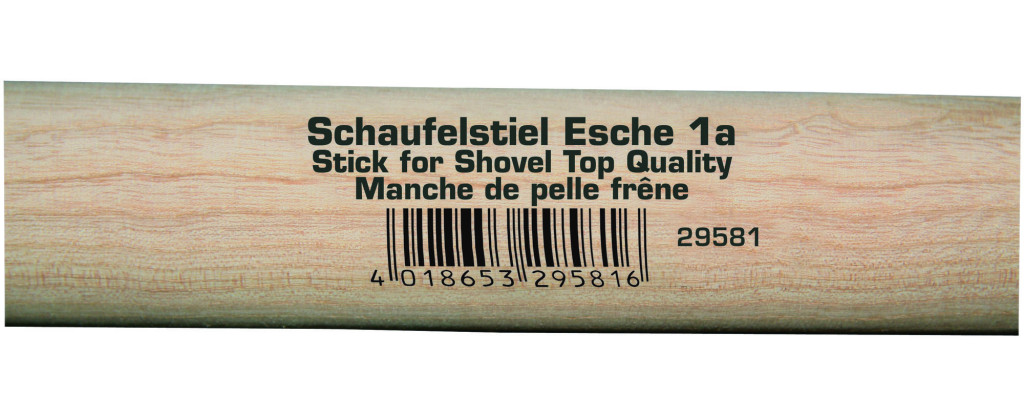 Schaufelstiel Esche 1a
Stick for Shovel Top Quality
Manche de pelle frêne
29581
4 018653 295816